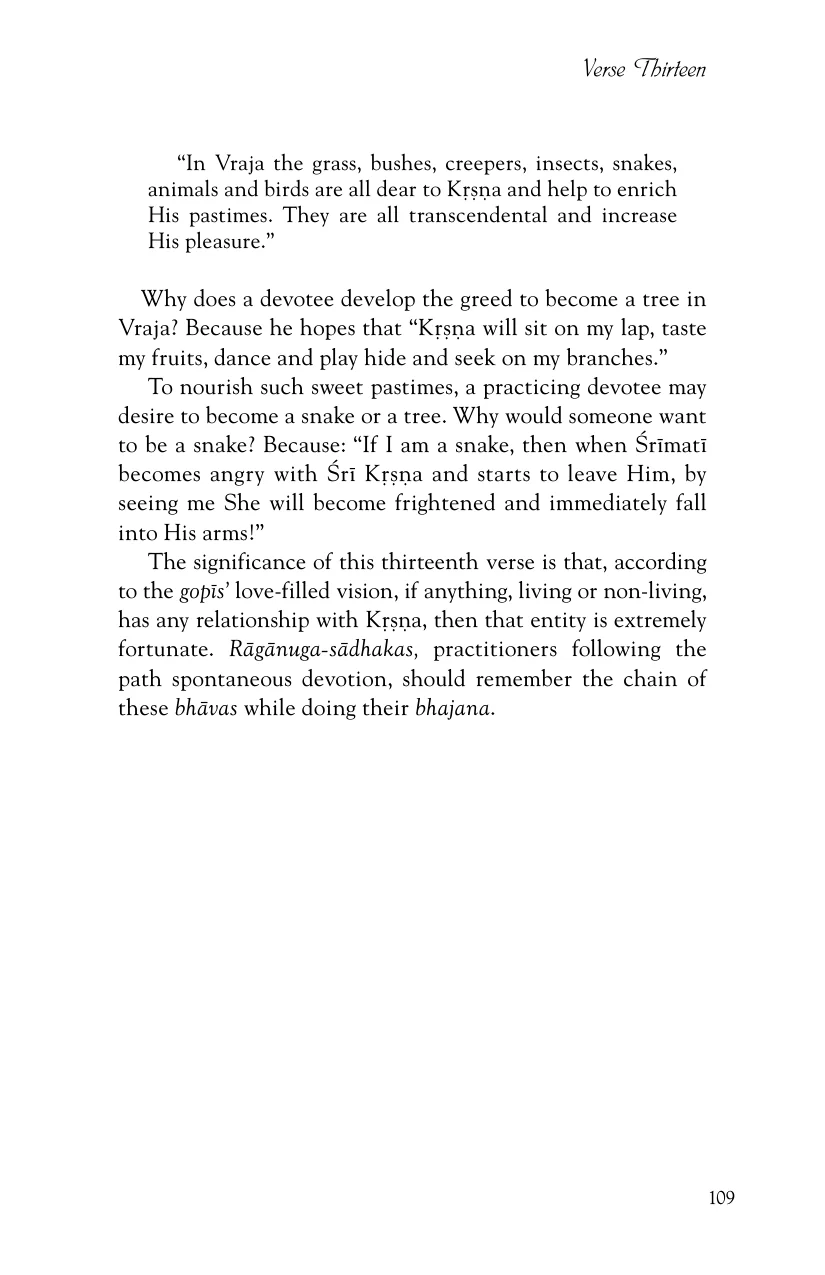 Verse Thirteen
“In Vraja the grass, bushes, creepers, insects, snakes,
animals and birds are all dear to Kṛṣṇa and help to enrich
His pastimes. They are all transcendental and increase
His pleasure.”
Why does a devotee develop the greed to become a tree in
Vraja? Because he hopes that “Kṛṣṇa will sit on my lap, taste
my fruits, dance and play hide and seek on my branches.”
To nourish such sweet pastimes, a practicing devotee may
desire to become a snake or a tree. Why would someone want
to be a snake? Because: “If I am a snake, then when Śrīmatī
becomes angry with Śrī Kṛṣṇa and starts to leave Him, by
seeing me She will become frightened and immediately fall
into His arms!”
The significance of this thirteenth verse is that, according
to the gopīs’ love-filled vision, if anything, living or non-living,
has any relationship with Kṛṣṇa, then that entity is extremely
fortunate. Rāgānuga-sādhakas, practitioners following the
path spontaneous devotion, should remember the chain of
these bhāvas while doing their bhajana.
109